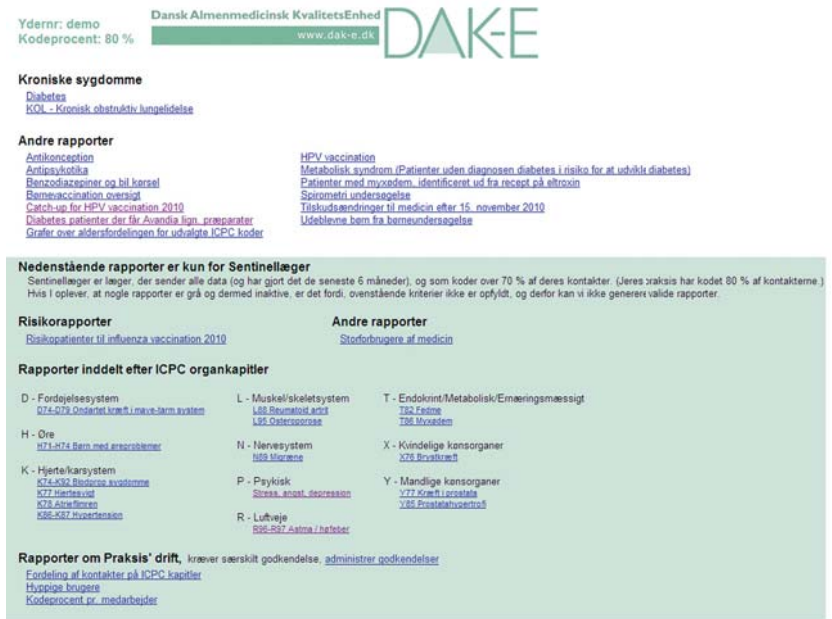 Ydernr: demo
Kodeprocent: 80 %
Dansk Almenmedicinsk KvalitetsEnhed
www.dak-e.dk
DAK-E
Kroniske sygdomme
Diabetes
KOL - Kronisk obstruktiv lungelidelse
Andre rapporter
Antikonception
Antipsykotika
Benzodiazepiner og bil kørsel
Børnevaccination oversigt
Catch-up for HPV vaccination 2010
Diabetes patienter der får Avandia lign. præparater
Grafer over aldersfordelingen for udvalgte ICPC koder
HPV vaccination
Metabolisk syndrom (Patienter uden diagnosen diabetes i risiko for at udvikle diabetes)
Patienter med myxødem, identificeret ud fra recept på eltroxin
Spirometri undersøgelse
Tilskudsændringer til medicin efter 15. november 2010
Udeblevne børn fra børneundersøgelse
Nedenstående rapporter er kun for Sentinellæger
Sentinellæger er læger, der sender alle data (og har gjort det de seneste 6 måneder), og som koder over 70 % af deres kontakter. (Jeres praksis har kodet 80 % af kontakterne.)
Hvis I oplever, at nogle rapporter er grå og dermed inaktive, er det fordi, ovenstående kriterier ikke er opfyldt, og derfor kan vi ikke generere valide rapporter.
Risikorapporter
Risikopatienter til influenza vaccination 2010
Andre rapporter
Storforbrugere af medicin
Rapporter inddelt efter ICPC organkapitler
D - Fordøjelsesystem
D74-D79 Ondartet kræft i mave-tarm system
H - Øre
H71-H74 Børn med øreproblemer
K - Hjerte/karsystem
K74-K92 Blodprop sygdomme
K77 Hjertesvigt
K78 Atrieflimren
K86-K87 Hypertension
L - Muskel/skeletsystem
L88 Reumatoid artrit
L95 Osteroporose
N - Nervesystem
N89 Migræne
P - Psykisk
Stress, angst, depression
R - Luftveje
R96-R97 Astma / høfeber
T - Endokrint/Metabolisk/Ernæringsmæssigt
T82 Fedme
T86 Myxødem
X - Kvindelige kønsorganer
X76 Brystkræft
Y - Mandlige kønsorganer
Y77 Kræft i prostata
Y85 Prostatahypertrofi
Rapporter om Praksis' drift, kræver særskilt godkendelse, administrer godkendelser
Fordeling af kontakter på ICPC kapitler
Hyppige brugere
Kodeprocent pr. medarbejder